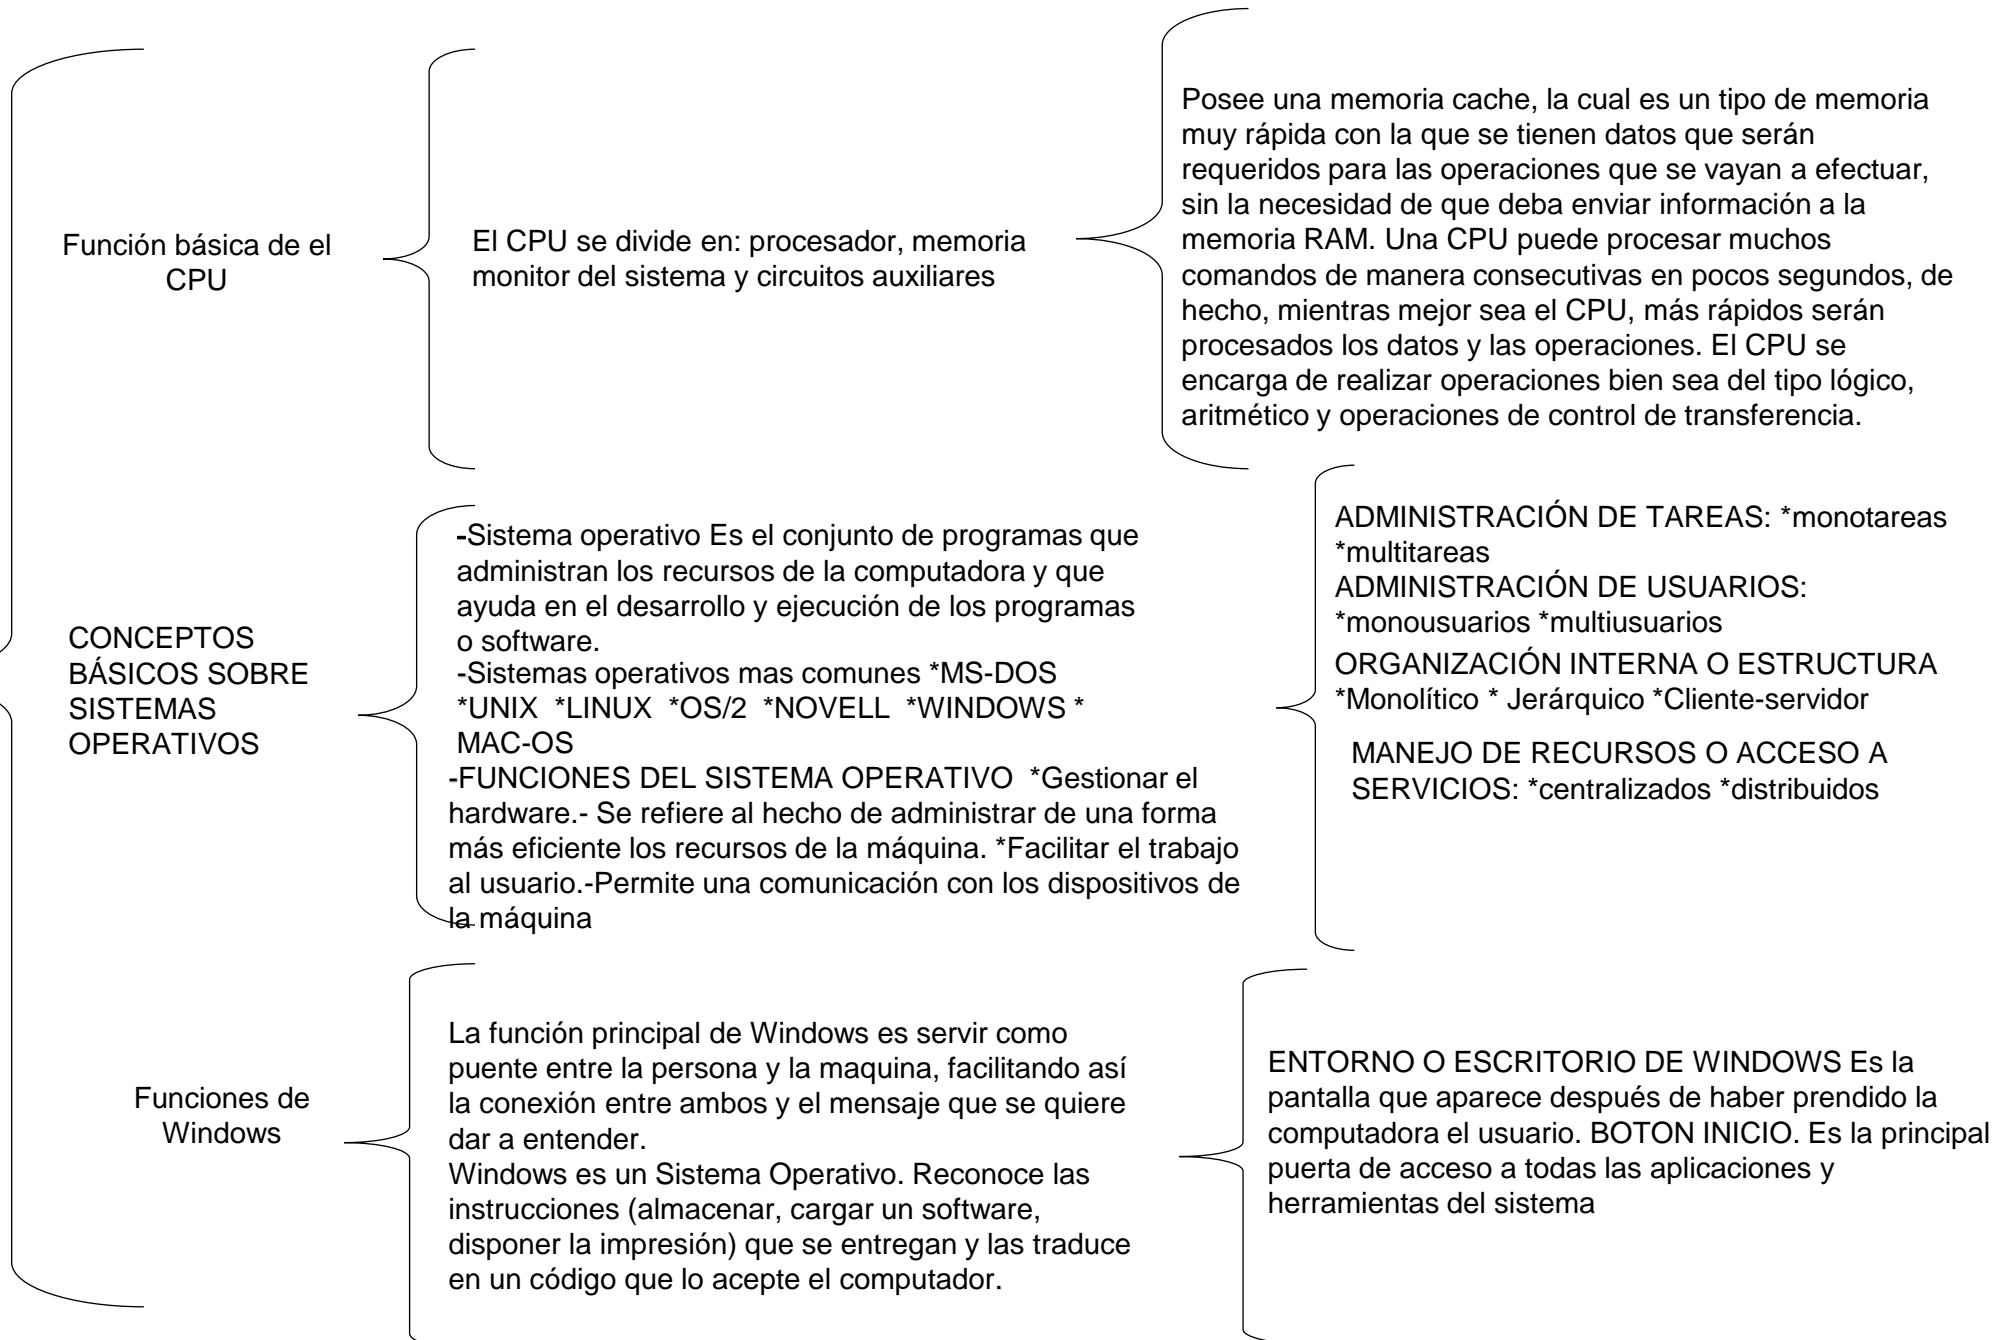 Función básica de el
CPU
El CPU se divide en: procesador, memoria
monitor del sistema y circuitos auxiliares
Posee una memoria cache, la cual es un tipo de memoria
muy rápida con la que se tienen datos que serán
requeridos para las operaciones que se vayan a efectuar,
sin la necesidad de que deba enviar información a la
memoria RAM. Una CPU puede procesar muchos
comandos de manera consecutivas en pocos segundos, de
hecho, mientras mejor sea el CPU, más rápidos serán
procesados los datos y las operaciones. El CPU se
encarga de realizar operaciones bien sea del tipo lógico,
aritmético y operaciones de control de transferencia.
CONCEPTOS
BÁSICOS SOBRE
SISTEMAS
OPERATIVOS
-Sistema operativo Es el conjunto de programas que
administran los recursos de la computadora y que
ayuda en el desarrollo y ejecución de los programas
o software.
-Sistemas operativos mas comunes *MS-DOS
*UNIX *LINUX *OS/2 *NOVELL *WINDOWS *
MAC-OS
-FUNCIONES DEL SISTEMA OPERATIVO *Gestionar el
hardware.- Se refiere al hecho de administrar de una forma
más eficiente los recursos de la máquina. *Facilitar el trabajo
al usuario.-Permite una comunicación con los dispositivos de
la máquina
ADMINISTRACIÓN DE TAREAS: *monotareas
*multitareas
ADMINISTRACIÓN DE USUARIOS:
*monousuarios *multiusuarios
ORGANIZACIÓN INTERNA O ESTRUCTURA
*Monolítico * Jerárquico *Cliente-servidor
MANEJO DE RECURSOS O ACCESO A
SERVICIOS: *centralizados *distribuidos
Funciones de
Windows
La función principal de Windows es servir como
puente entre la persona y la maquina, facilitando así
la conexión entre ambos y el mensaje que se quiere
dar a entender.
Windows es un Sistema Operativo. Reconoce las
instrucciones (almacenar, cargar un software,
disponer la impresión) que se entregan y las traduce
en un código que lo acepte el computador.
ENTORNO O ESCRITORIO DE WINDOWS Es la
pantalla que aparece después de haber prendido la
computadora el usuario. BOTON INICIO. Es la principal
puerta de acceso a todas las aplicaciones y
herramientas del sistema